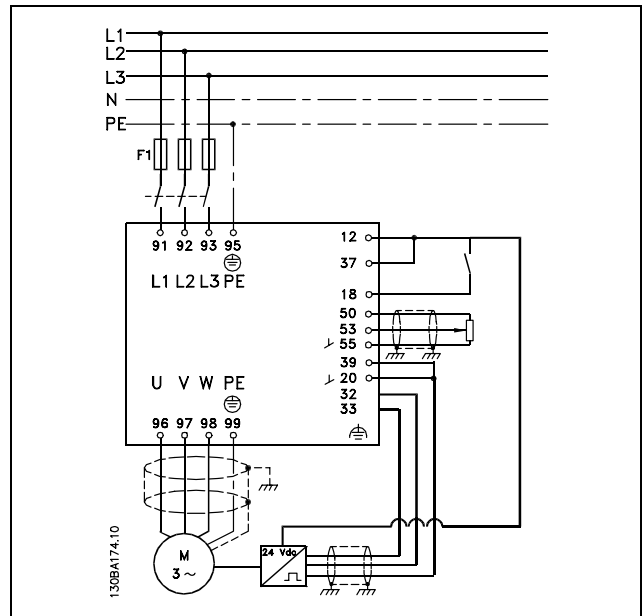 L1
L2
L3
N
PE
F1
91 92 93 95
L1 L2 L3 PE
12
37
18
50
53
55
39
20
32
33
U V W PE
96 97 98 99
M
3 ~
24 Vdc
130BA174.10